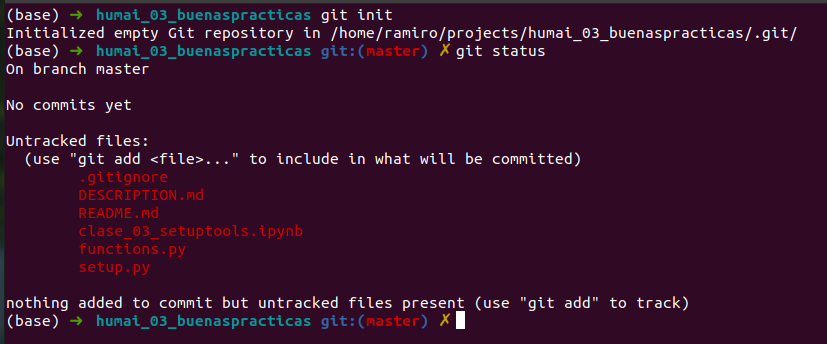 (base) ➜ humai_03_buenaspracticas git init
Initialized empty Git repository in /home/ramiro/projects/humai_03_buenaspracticas/.git/
(base) ➜ humai_03_buenaspracticas git:(master) ✗ git status
On branch master
No commits yet
Untracked files:
(use "git add <file>..." to include in what will be committed)
.gitignore
DESCRIPTION.md
README.md
clase_03_setuptools.ipynb
functions.py
setup.py
nothing added to commit but untracked files present (use "git add" to track)
(base) ➜ humai_03_buenaspracticas git:(master) ✗